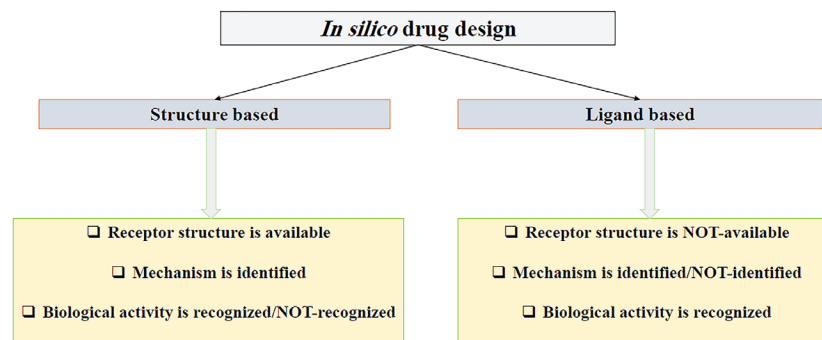 In silico drug design
Structure based
Ligand based
❑ Receptor structure is available
❑ Mechanism is identified
❑ Biological activity is recognized/NOT-recognized
❑ Receptor structure is NOT-available
❑ Mechanism is identified/NOT-identified
❑ Biological activity is recognized